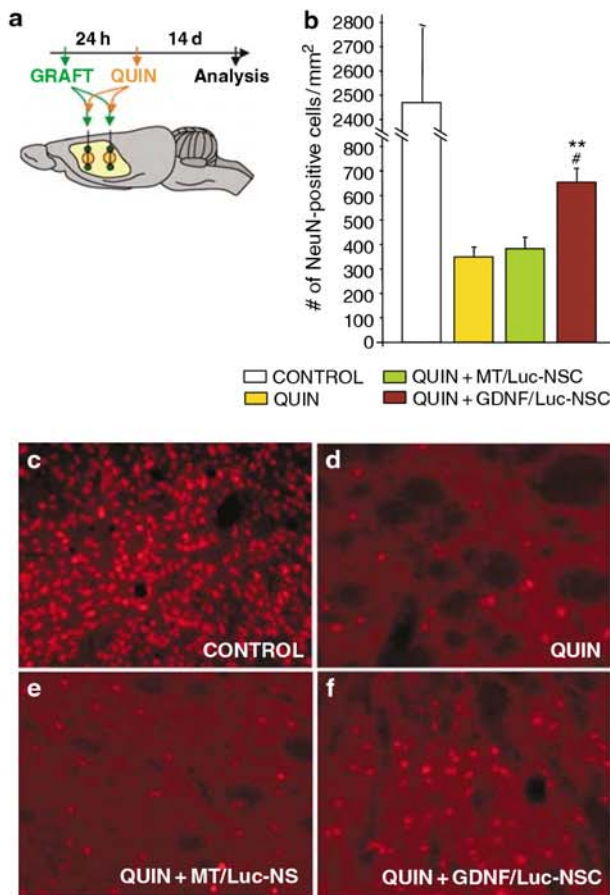 a
24 h 14 d
GRAFT QUIN Analysis
b
# of NeuN-positive cells/mm²
2800
2700
2600
2500
2400
700
600
500
400
300
200
100
0
**
#
CONTROL
QUIN
QUIN + MT/Luc-NSC
QUIN + GDNF/Luc-NSC
c
CONTROL
d
QUIN
e
QUIN + MT/Luc-NS
f
QUIN + GDNF/Luc-NSC